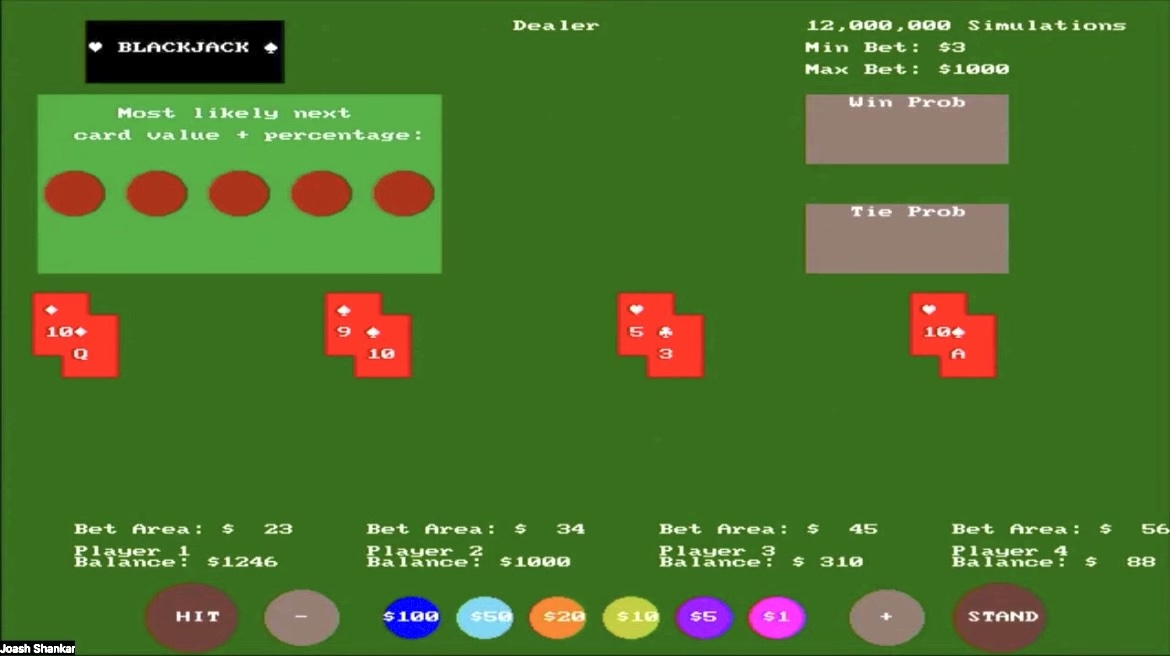 ♥ BLACKJACK ♠
Dealer
12,000,000 Simulations
Min Bet: $3
Max Bet: $1000
Most likely next
card value + percentage:
Win Prob
Tie Prob
♦
10♦
Q
♠
9 ♠
10
♥
5 ♣
3
♥
10♠
A
Bet Area: $ 23
Player 1
Balance: $1246
Bet Area: $ 34
Player 2
Balance: $1000
Bet Area: $ 45
Player 3
Balance: $ 310
Bet Area: $ 56
Player 4
Balance: $ 88
HIT
-
$100
$50
$20
$10
$5
$1
+
STAND
Joash Shankar